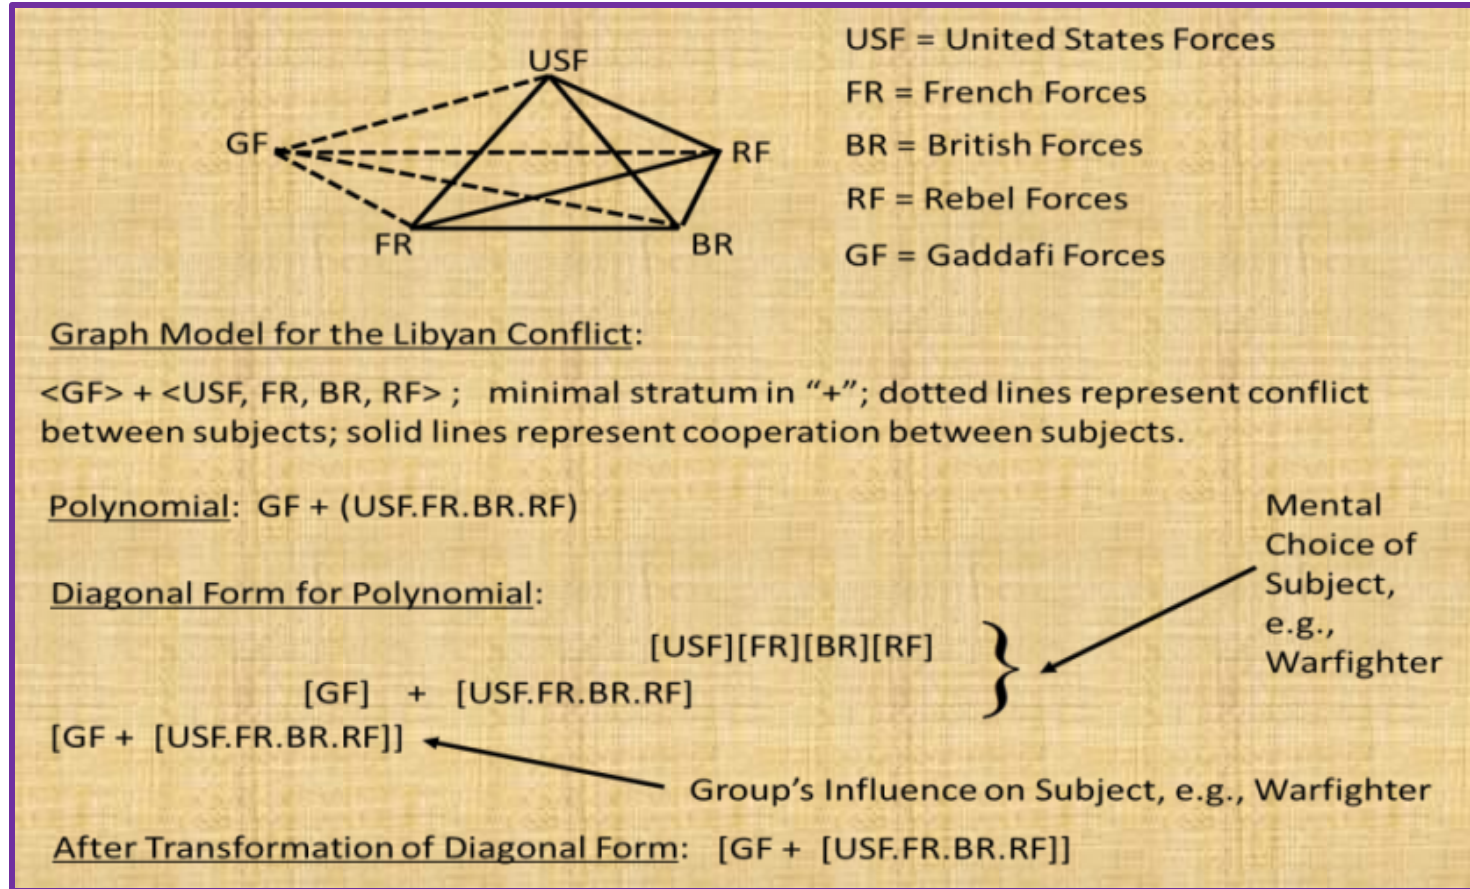 USF
GF
RF
FR
BR
USF = United States Forces
FR = French Forces
BR = British Forces
RF = Rebel Forces
GF = Gaddafi Forces
Graph Model for the Libyan Conflict:
<GF> + <USF, FR, BR, RF> ; minimal stratum in “+”; dotted lines represent conflict
between subjects; solid lines represent cooperation between subjects.
Polynomial: GF + (USF.FR.BR.RF)
Mental
Choice of
Subject,
e.g.,
Warfighter
Diagonal Form for Polynomial:
[USF][FR][BR][RF]
[GF] + [USF.FR.BR.RF]
[GF + [USF.FR.BR.RF]]
Group’s Influence on Subject, e.g., Warfighter
After Transformation of Diagonal Form: [GF + [USF.FR.BR.RF]]